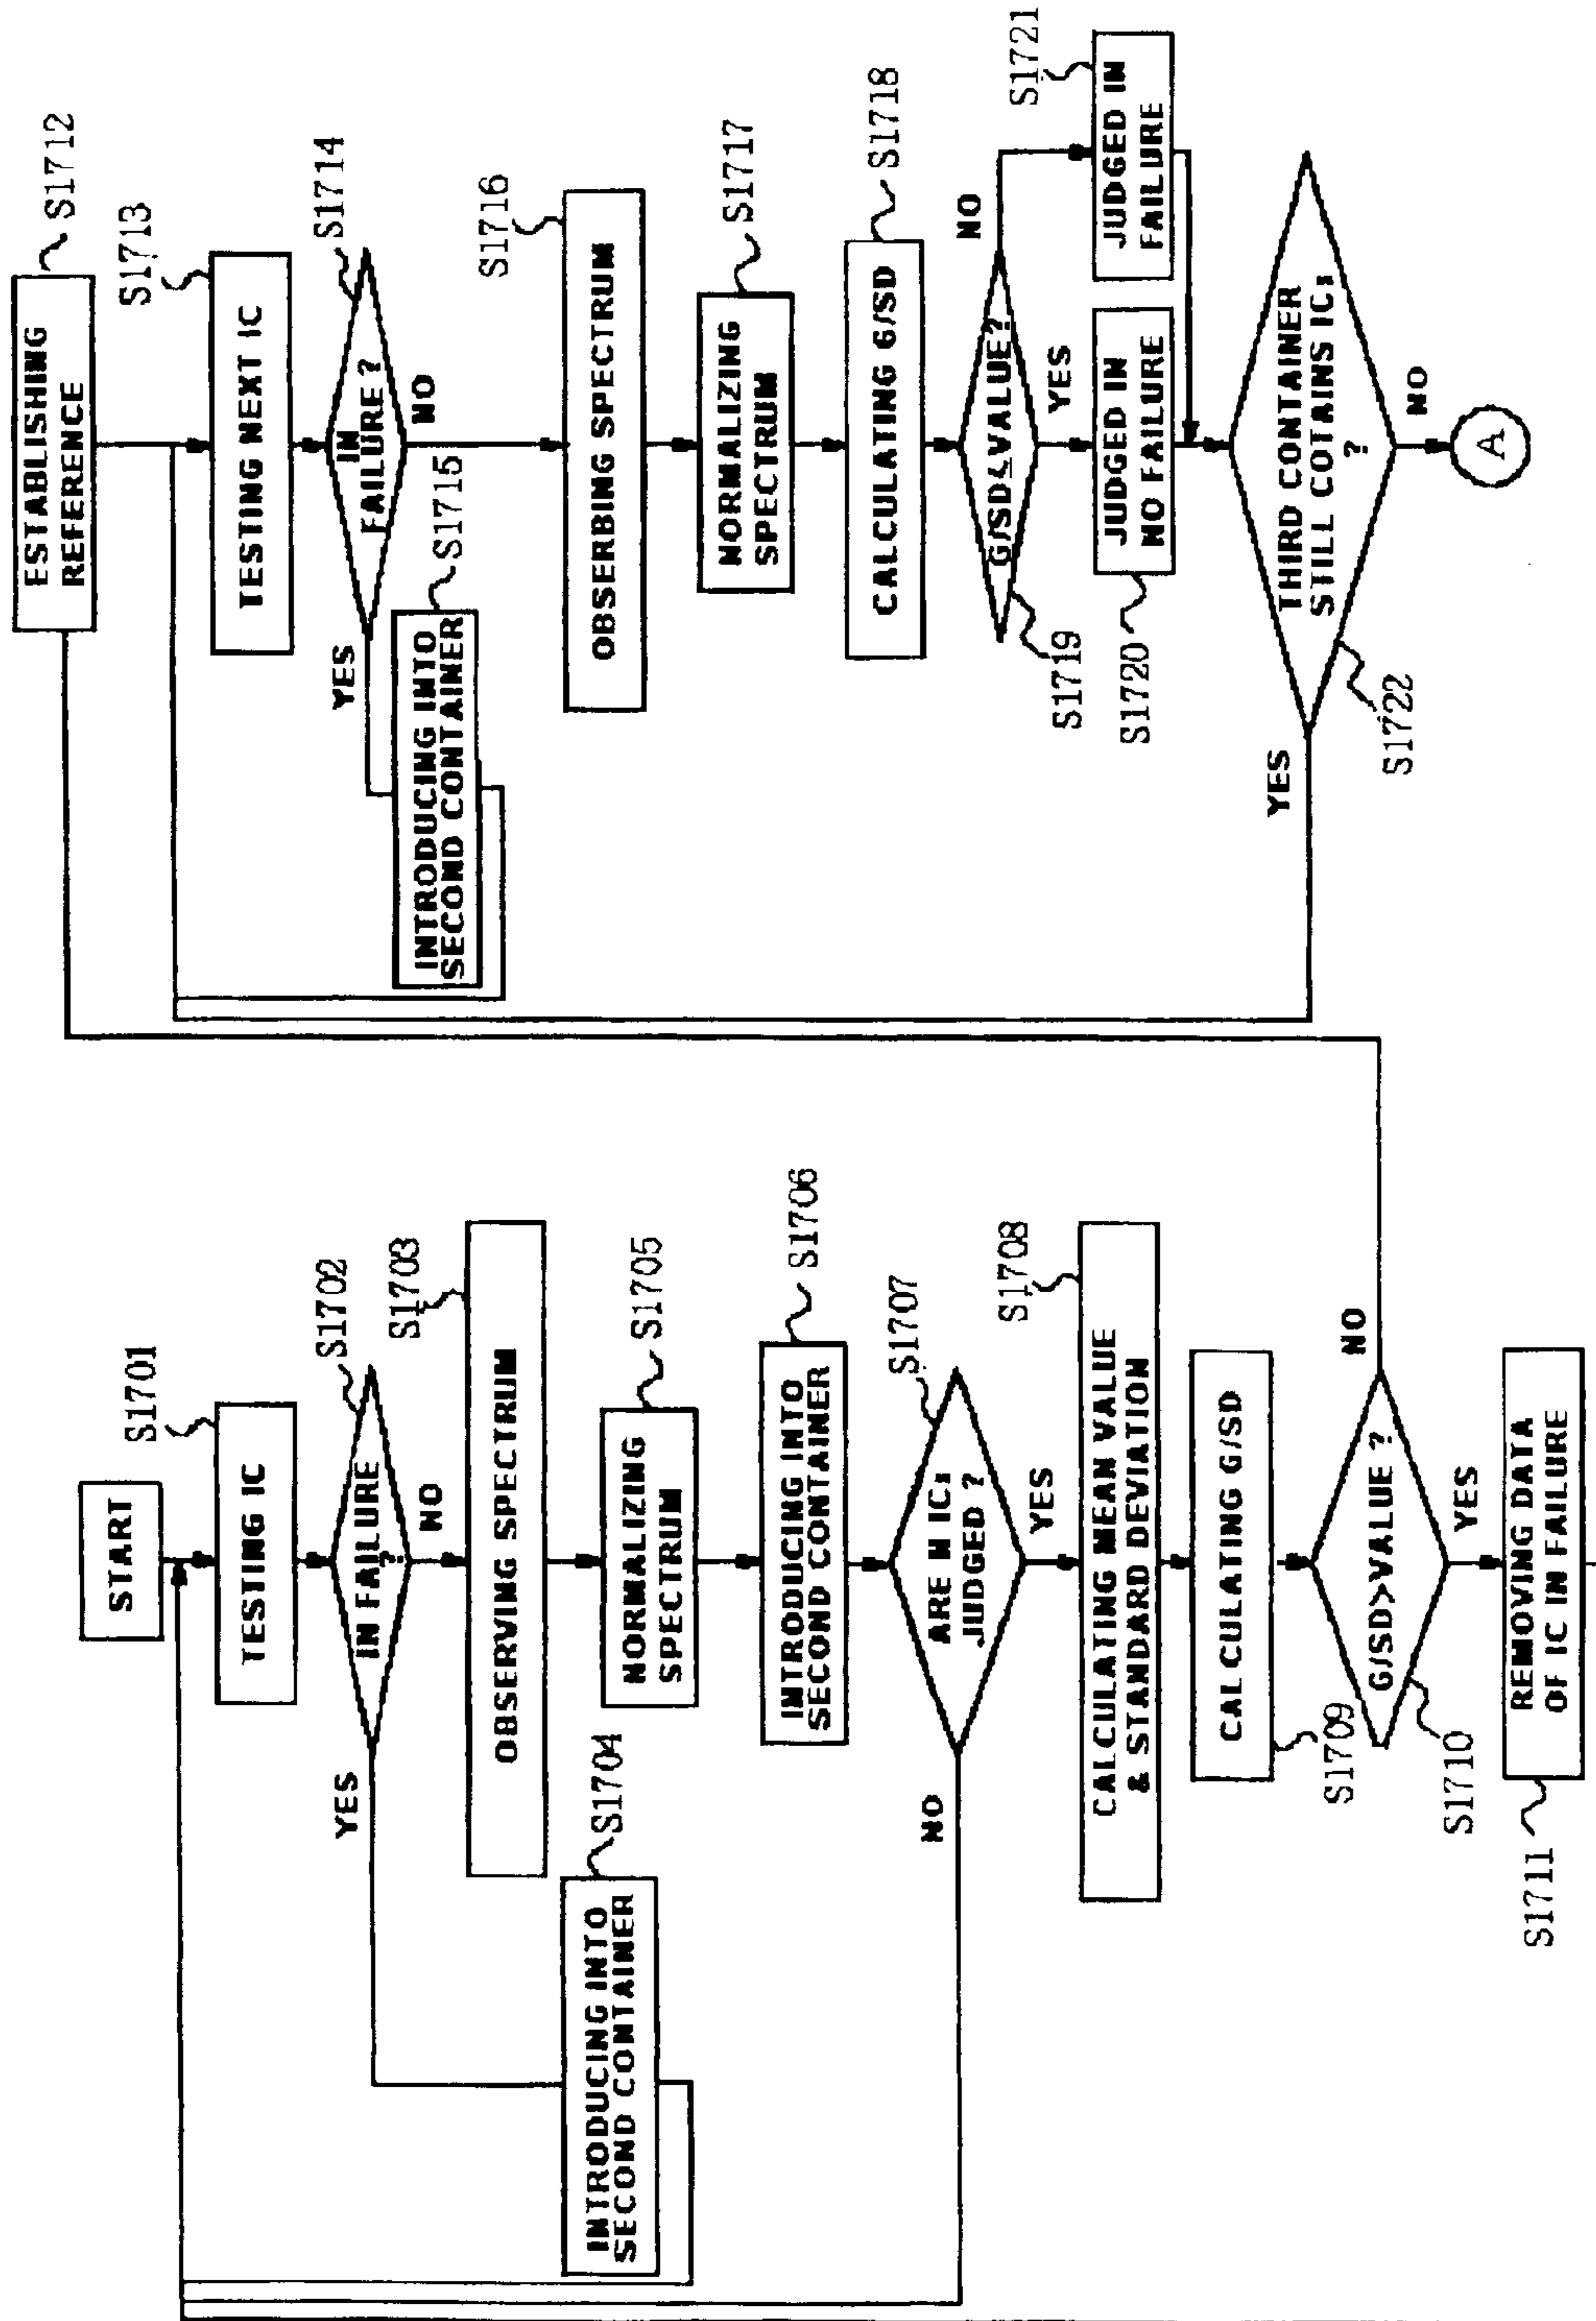 START
S1701
TESTING IC
S1702
IN FAILURE
?
YES
NO
S1703
OBSERVING SPECTRUM
S1704
INTRODUCING INTO
SECOND CONTAINER
S1705
NORMALIZING
SPECTRUM
S1706
INTRODUCING INTO
SECOND CONTAINER
S1707
ARE M ICs
JUDGED ?
NO
YES
S1708
CALCULATING MEAN VALUE
& STANDARD DEVIATION
CALCULATING G/SD
S1709
G/SD>VALUE ?
S1710
NO
YES
REMOVING DATA
OF IC IN FAILURE
S1711
ESTABLISHING
REFERENCE
S1712
S1713
TESTING NEXT IC
S1714
IN
FAILURE ?
YES
NO
S1715
INTRODUCING INTO
SECOND CONTAINER
S1716
OBSERBING SPECTRUM
S1717
NORMALIZING
SPECTRUM
S1718
CALCULATING G/SD
G/SD≤VALUE?
S1719
NO
YES
S1720
JUDGED IN
NO FAILURE
S1721
JUDGED IN
FAILURE
THIRD CONTAINER
STILL COTAINS ICs
?
S1722
YES
NO
A